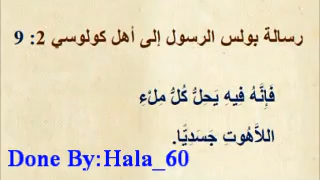 رسالة بولس الرسول إلى أهل كولوسي 2: 9
فَإِنَّهُ فِيهِ يَحِلُّ كُلُّ مِلْءِ
اللاَّهُوتِ جَسَدِيًّا.
Done By:Hala_60